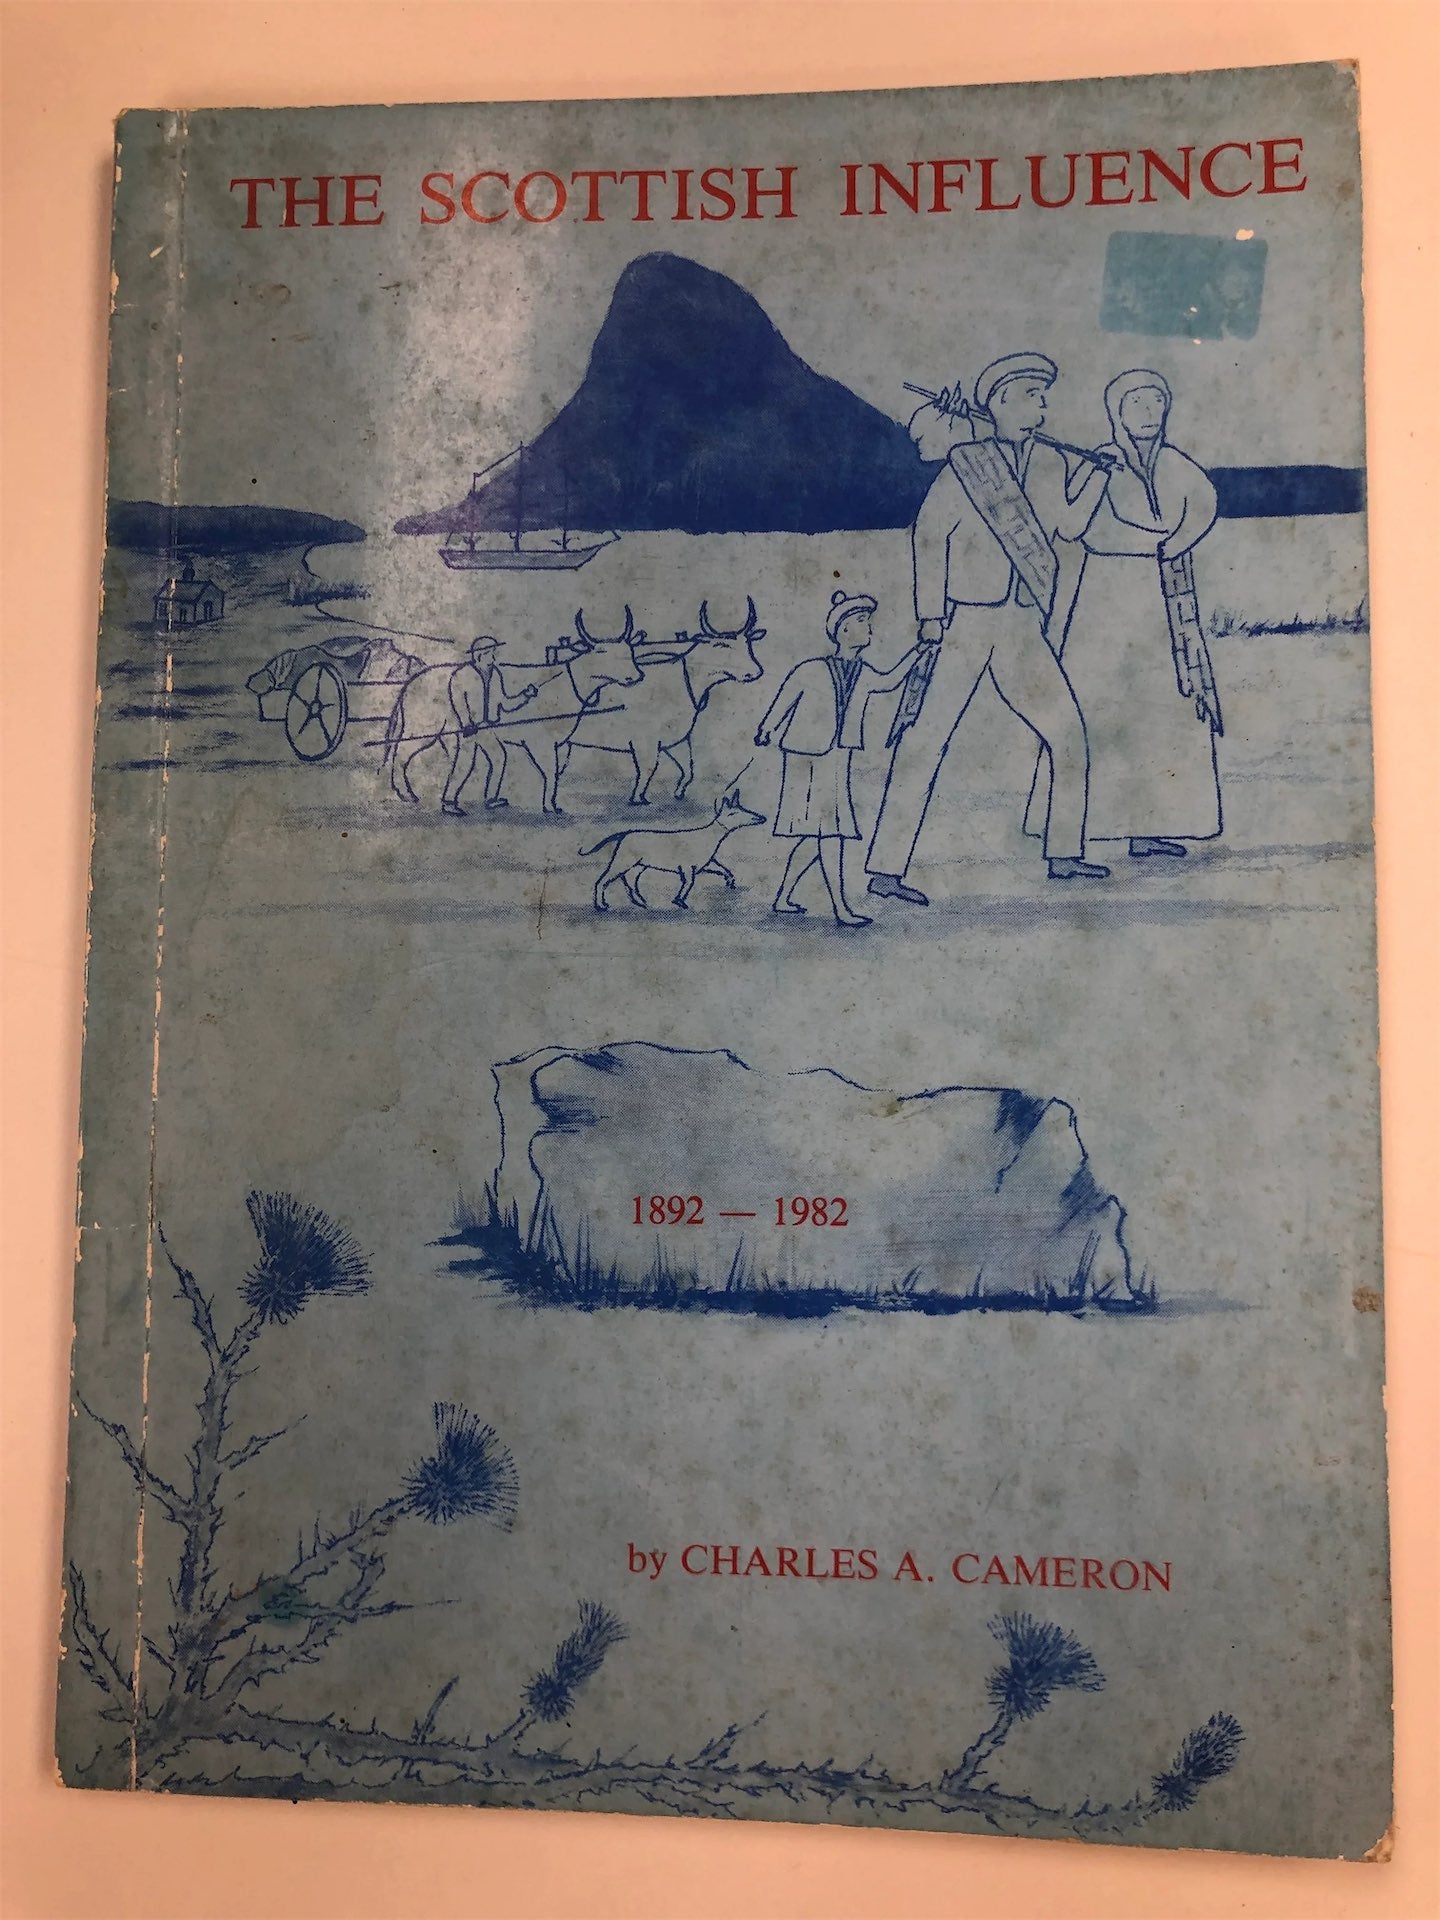 THE SCOTTISH INFLUENCE
1892 — 1982
by CHARLES A. CAMERON